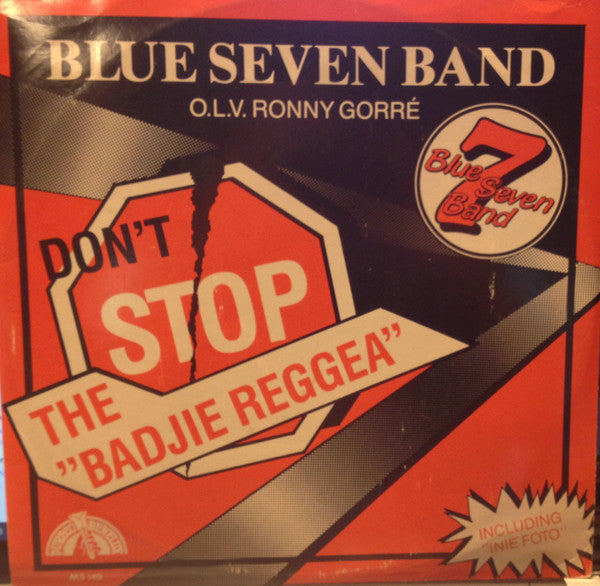 BLUE SEVEN BAND
O.L.V. RONNY GORRÉ
7
Blue Seven
Band
DON'T
STOP
THE
"BADJIE REGGEA"
INCLUDING
"INIE FOTO"